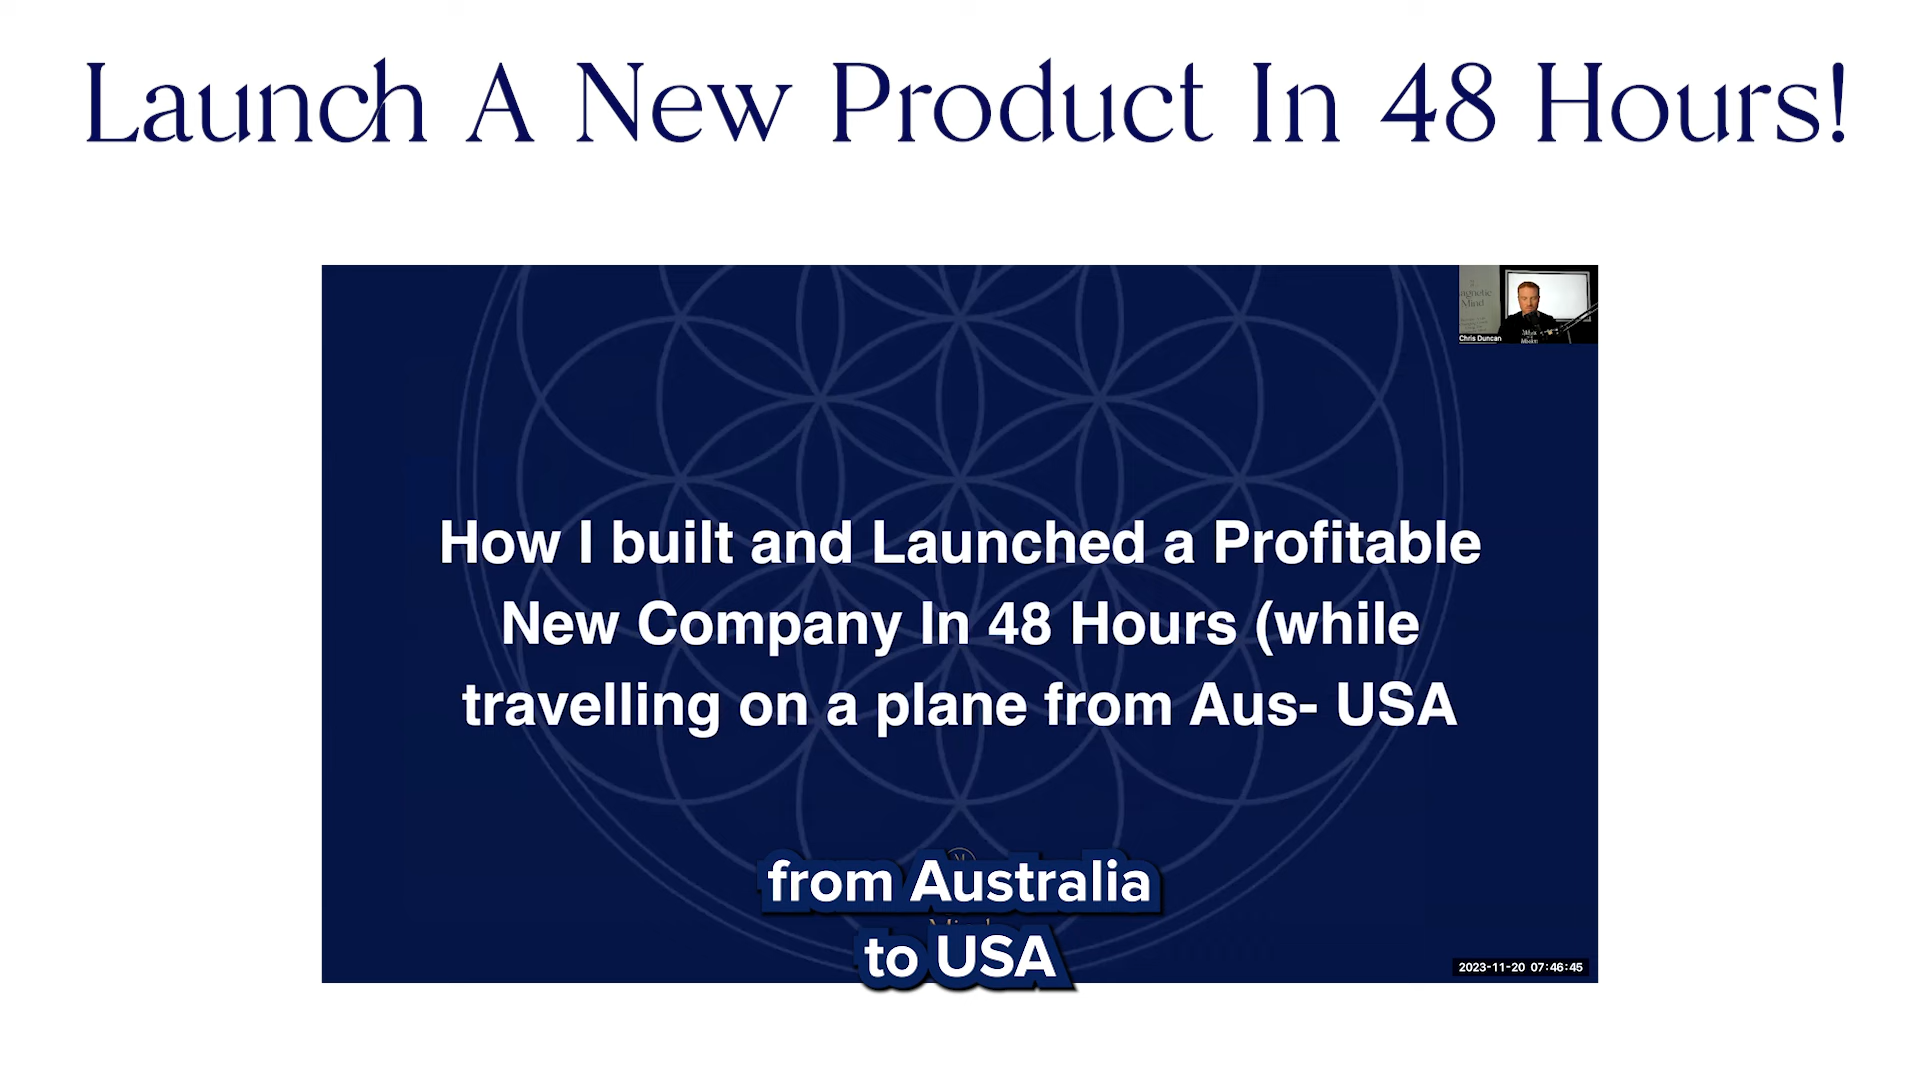 Launch A New Product In 48 Hours!
Chris Duncan
How I built and Launched a Profitable
New Company In 48 Hours (while
travelling on a plane from Aus- USA
from Australia
to USA
2023-11-20 07:46:45